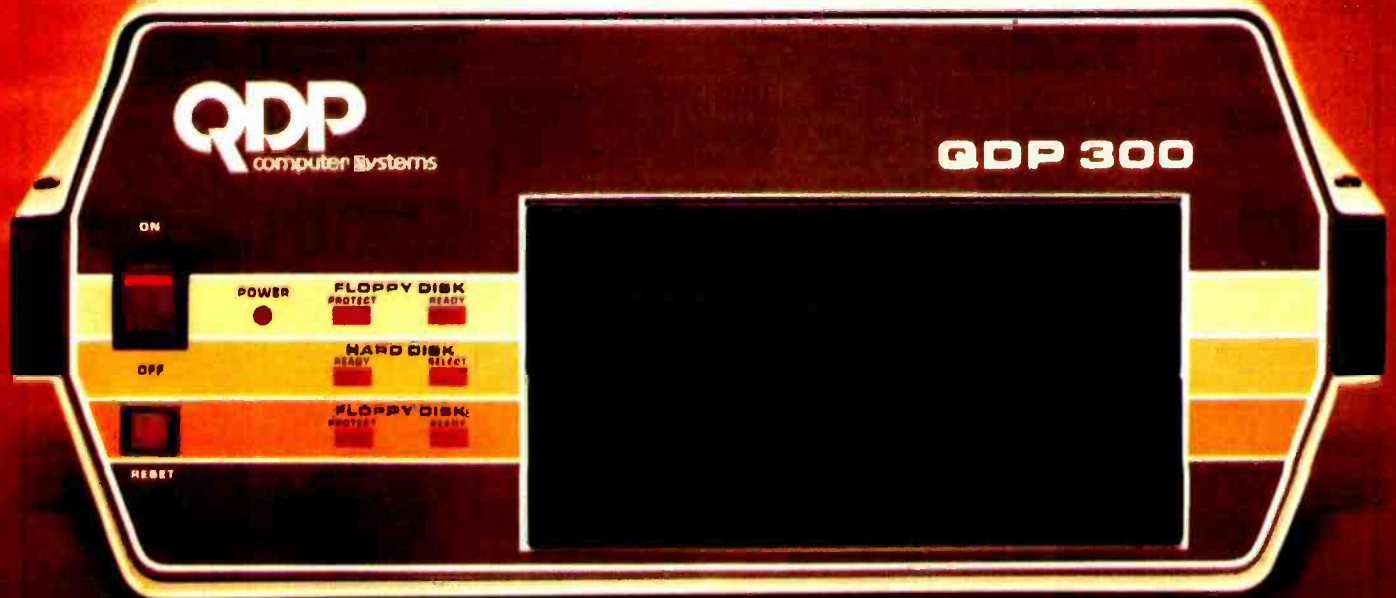 QDP
computer systems
QDP 300
ON
POWER
FLOPPY DISK
PROTECT READY
HARD DISK
READY SELECT
OFF
FLOPPY DISK
PROTECT READY
RESET